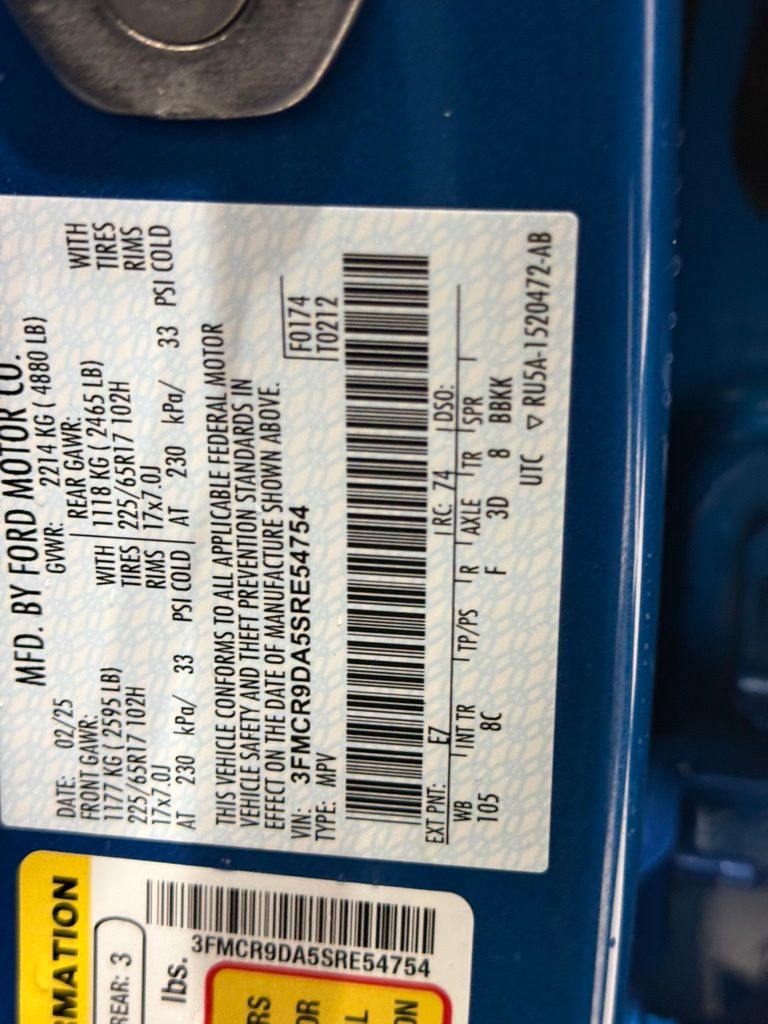 MFD. BY FORD MOTOR CO.
DATE: 02/25 GVWR: 2214 KG ( 4880 LB)
FRONT GAWR: REAR GAWR:
1177 KG ( 2595 LB) WITH 1118 KG ( 2465 LB) WITH
225/65R17 102H TIRES 225/65R17 102H TIRES
17x7.0J RIMS 17x7.0J RIMS
AT 230 kPa/ 33 PSI COLD AT 230 kPa/ 33 PSI COLD
THIS VEHICLE CONFORMS TO ALL APPLICABLE FEDERAL MOTOR
VEHICLE SAFETY AND THEFT PREVENTION STANDARDS IN
EFFECT ON THE DATE OF MANUFACTURE SHOWN ABOVE.
VIN: 3FMCR9DA5SRE54754 F0174
TYPE: MPV T0212
EXT PNT: EZ RC: 74 DSO:
WB INT TR TP/PS R AXLE TR SPR
105 8C F 3D 8 BBKK
UTC ▽ RU5A-1520472-AB
REAR: 3
lbs.
3FMCR9DA5SRE54754